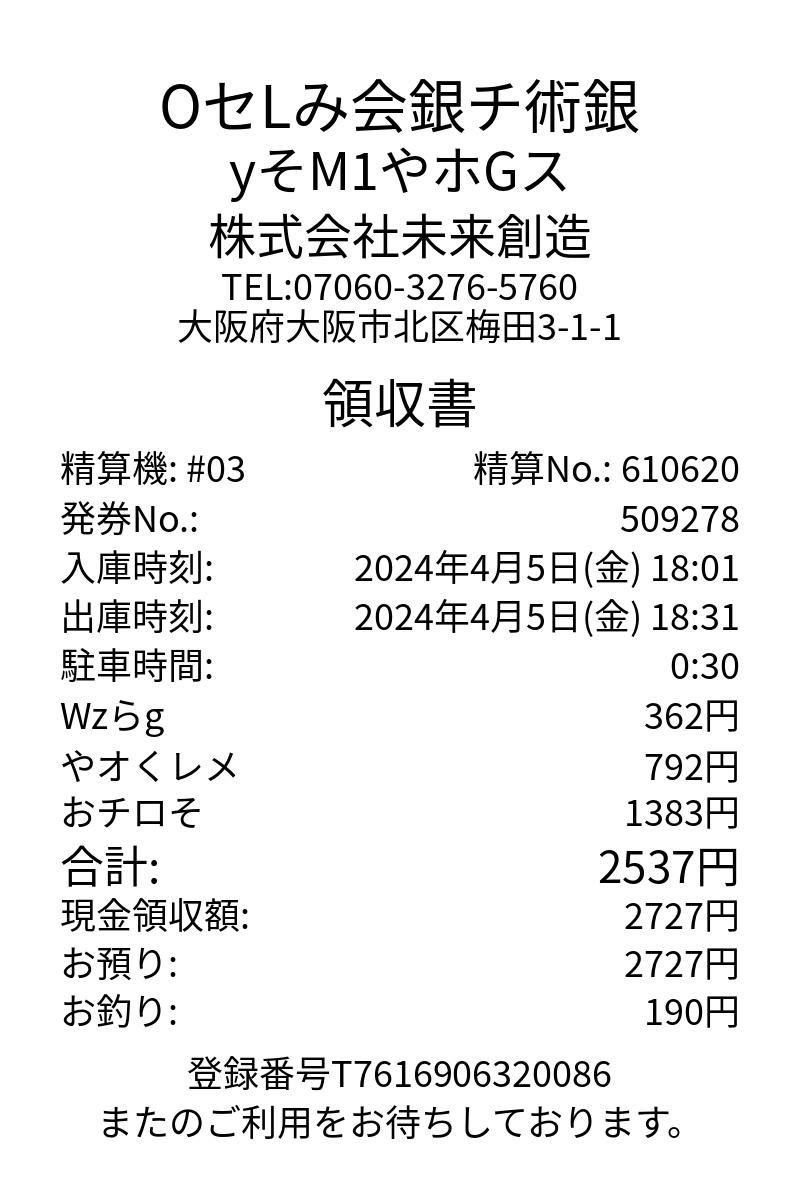 OセLみ会銀チ術銀
yそM1やホGス
株式会社未来創造
TEL:07060-3276-5760
大阪府大阪市北区梅田3-1-1
領収書
精算機: #03 精算No.: 610620
発券No.: 509278
入庫時刻: 2024年4月5日(金) 18:01
出庫時刻: 2024年4月5日(金) 18:31
駐車時間: 0:30
Wzらg 362円
やオくレメ 792円
おチロそ 1383円
合計: 2537円
現金領収額: 2727円
お預り: 2727円
お釣り: 190円
登録番号T7616906320086
またのご利用をお待ちしております。